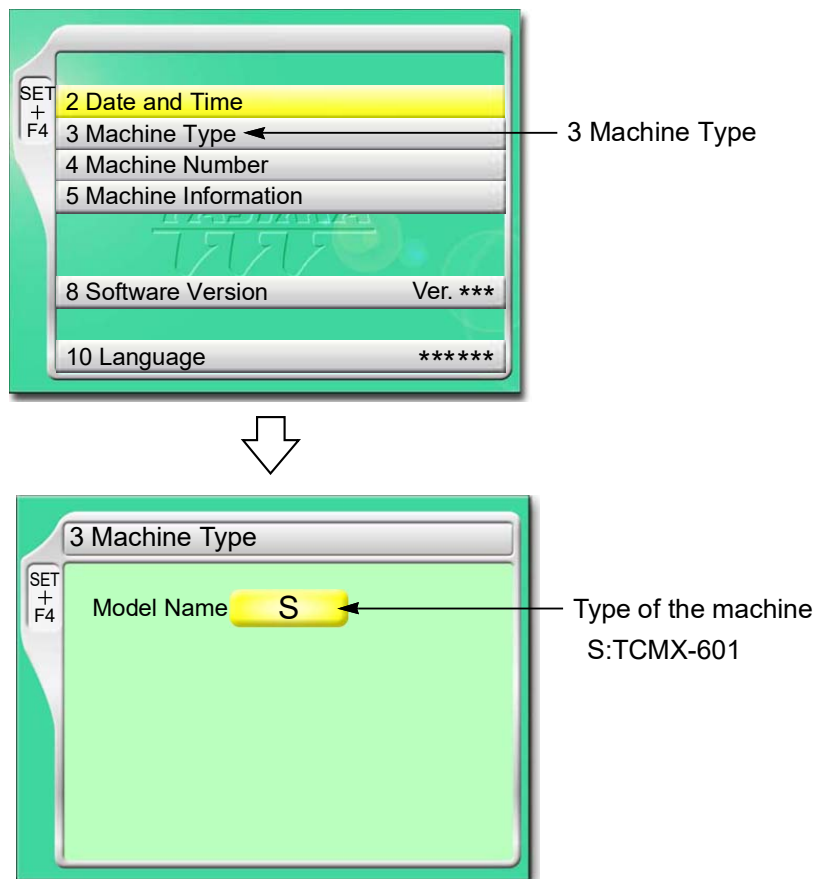 SET
+
F4
2 Date and Time
3 Machine Type
3 Machine Type
4 Machine Number
5 Machine Information
8 Software Version Ver. ***
10 Language ******
3 Machine Type
SET
+
F4
Model Name S
Type of the machine
S:TCMX-601